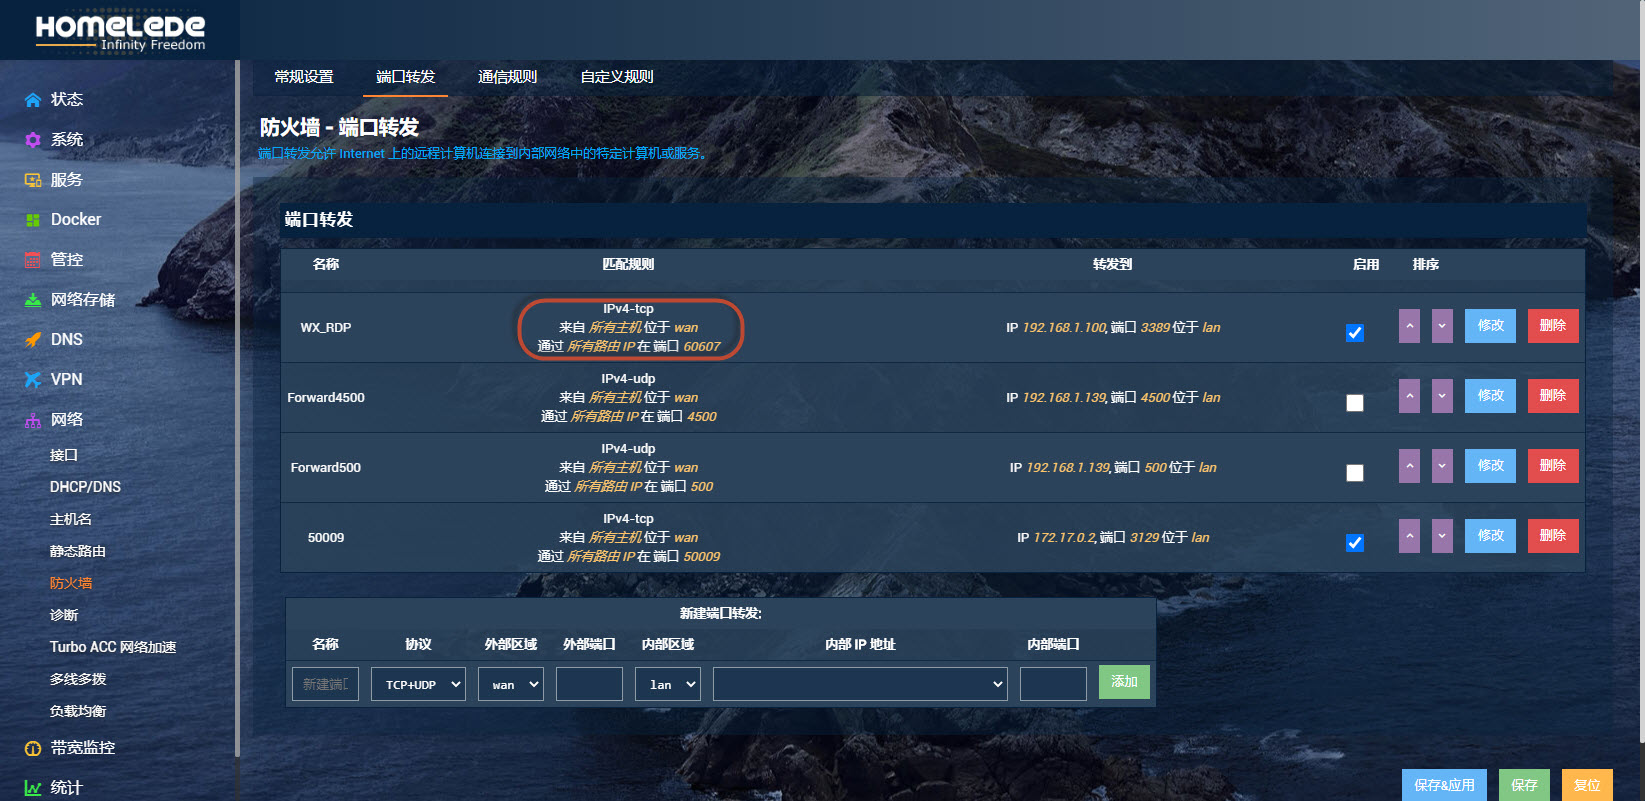 HOMELEDE
Infinity Freedom
状态
系统
服务
Docker
管控
网络存储
DNS
VPN
网络
接口
DHCP/DNS
主机名
静态路由
防火墙
诊断
Turbo ACC 网络加速
多线多拨
负载均衡
带宽监控
统计
常规设置 端口转发 通信规则 自定义规则
防火墙 - 端口转发
端口转发允许 Internet 上的远程计算机连接到内部网络中的特定计算机或服务。
端口转发
名称 匹配规则 转发到 启用 排序
IPv4-tcp
WX_RDP 来自 所有主机 位于 wan IP 192.168.1.100, 端口 3389 位于 lan 修改 删除
通过 所有路由 IP 在 端口 60607
IPv4-udp
Forward4500 来自 所有主机 位于 wan IP 192.168.1.139, 端口 4500 位于 lan 修改 删除
通过 所有路由 IP 在 端口 4500
IPv4-udp
Forward500 来自 所有主机 位于 wan IP 192.168.1.139, 端口 500 位于 lan 修改 删除
通过 所有路由 IP 在 端口 500
IPv4-tcp
50009 来自 所有主机 位于 wan IP 172.17.0.2, 端口 3129 位于 lan 修改 删除
通过 所有路由 IP 在 端口 50009
新建端口转发:
名称 协议 外部区域 外部端口 内部区域 内部 IP 地址 内部端口
新建端 TCP+UDP wan lan 添加
保存&应用 保存 复位